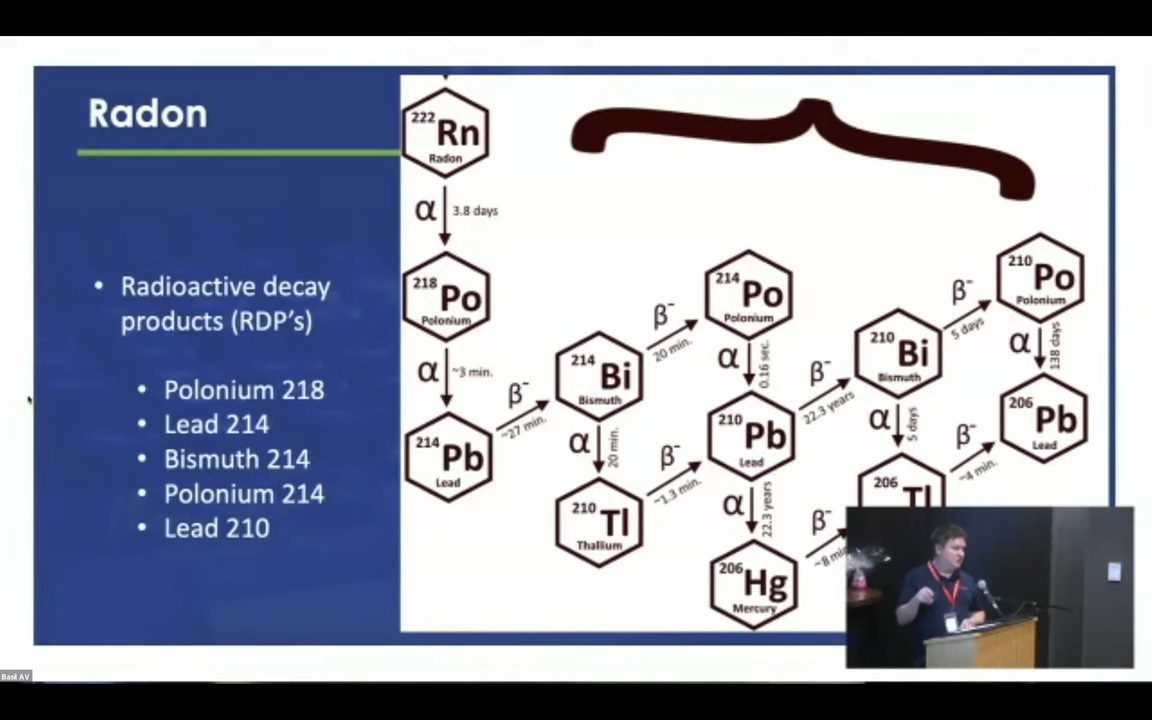 Radon
• Radioactive decay
products (RDP's)
• Polonium 218
• Lead 214
• Bismuth 214
• Polonium 214
• Lead 210
222 Rn
Radon
α 3.8 days
218 Po
Polonium
α ~3 min.
214 Pb
Lead
β⁻
~27 min.
214 Bi
Bismuth
α 20 min.
210 Tl
Thallium
β⁻
20 min.
β⁻
~1.3 min.
214 Po
Polonium
α 0.16 sec.
210 Pb
Lead
α 22.3 years
206 Hg
Mercury
β⁻
22.3 years
β⁻
~8 min
210 Bi
Bismuth
α 5 days
206 Tl
β⁻
5 days
β⁻
~4 min.
210 Po
Polonium
α 138 days
206 Pb
Lead
Basil AV